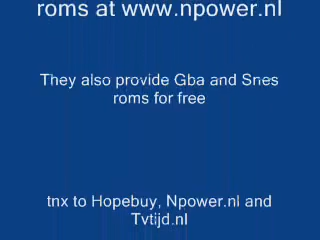 roms at www.npower.nl
They also provide Gba and Snes
roms for free
tnx to Hopebuy, Npower.nl and
Tvtijd.nl